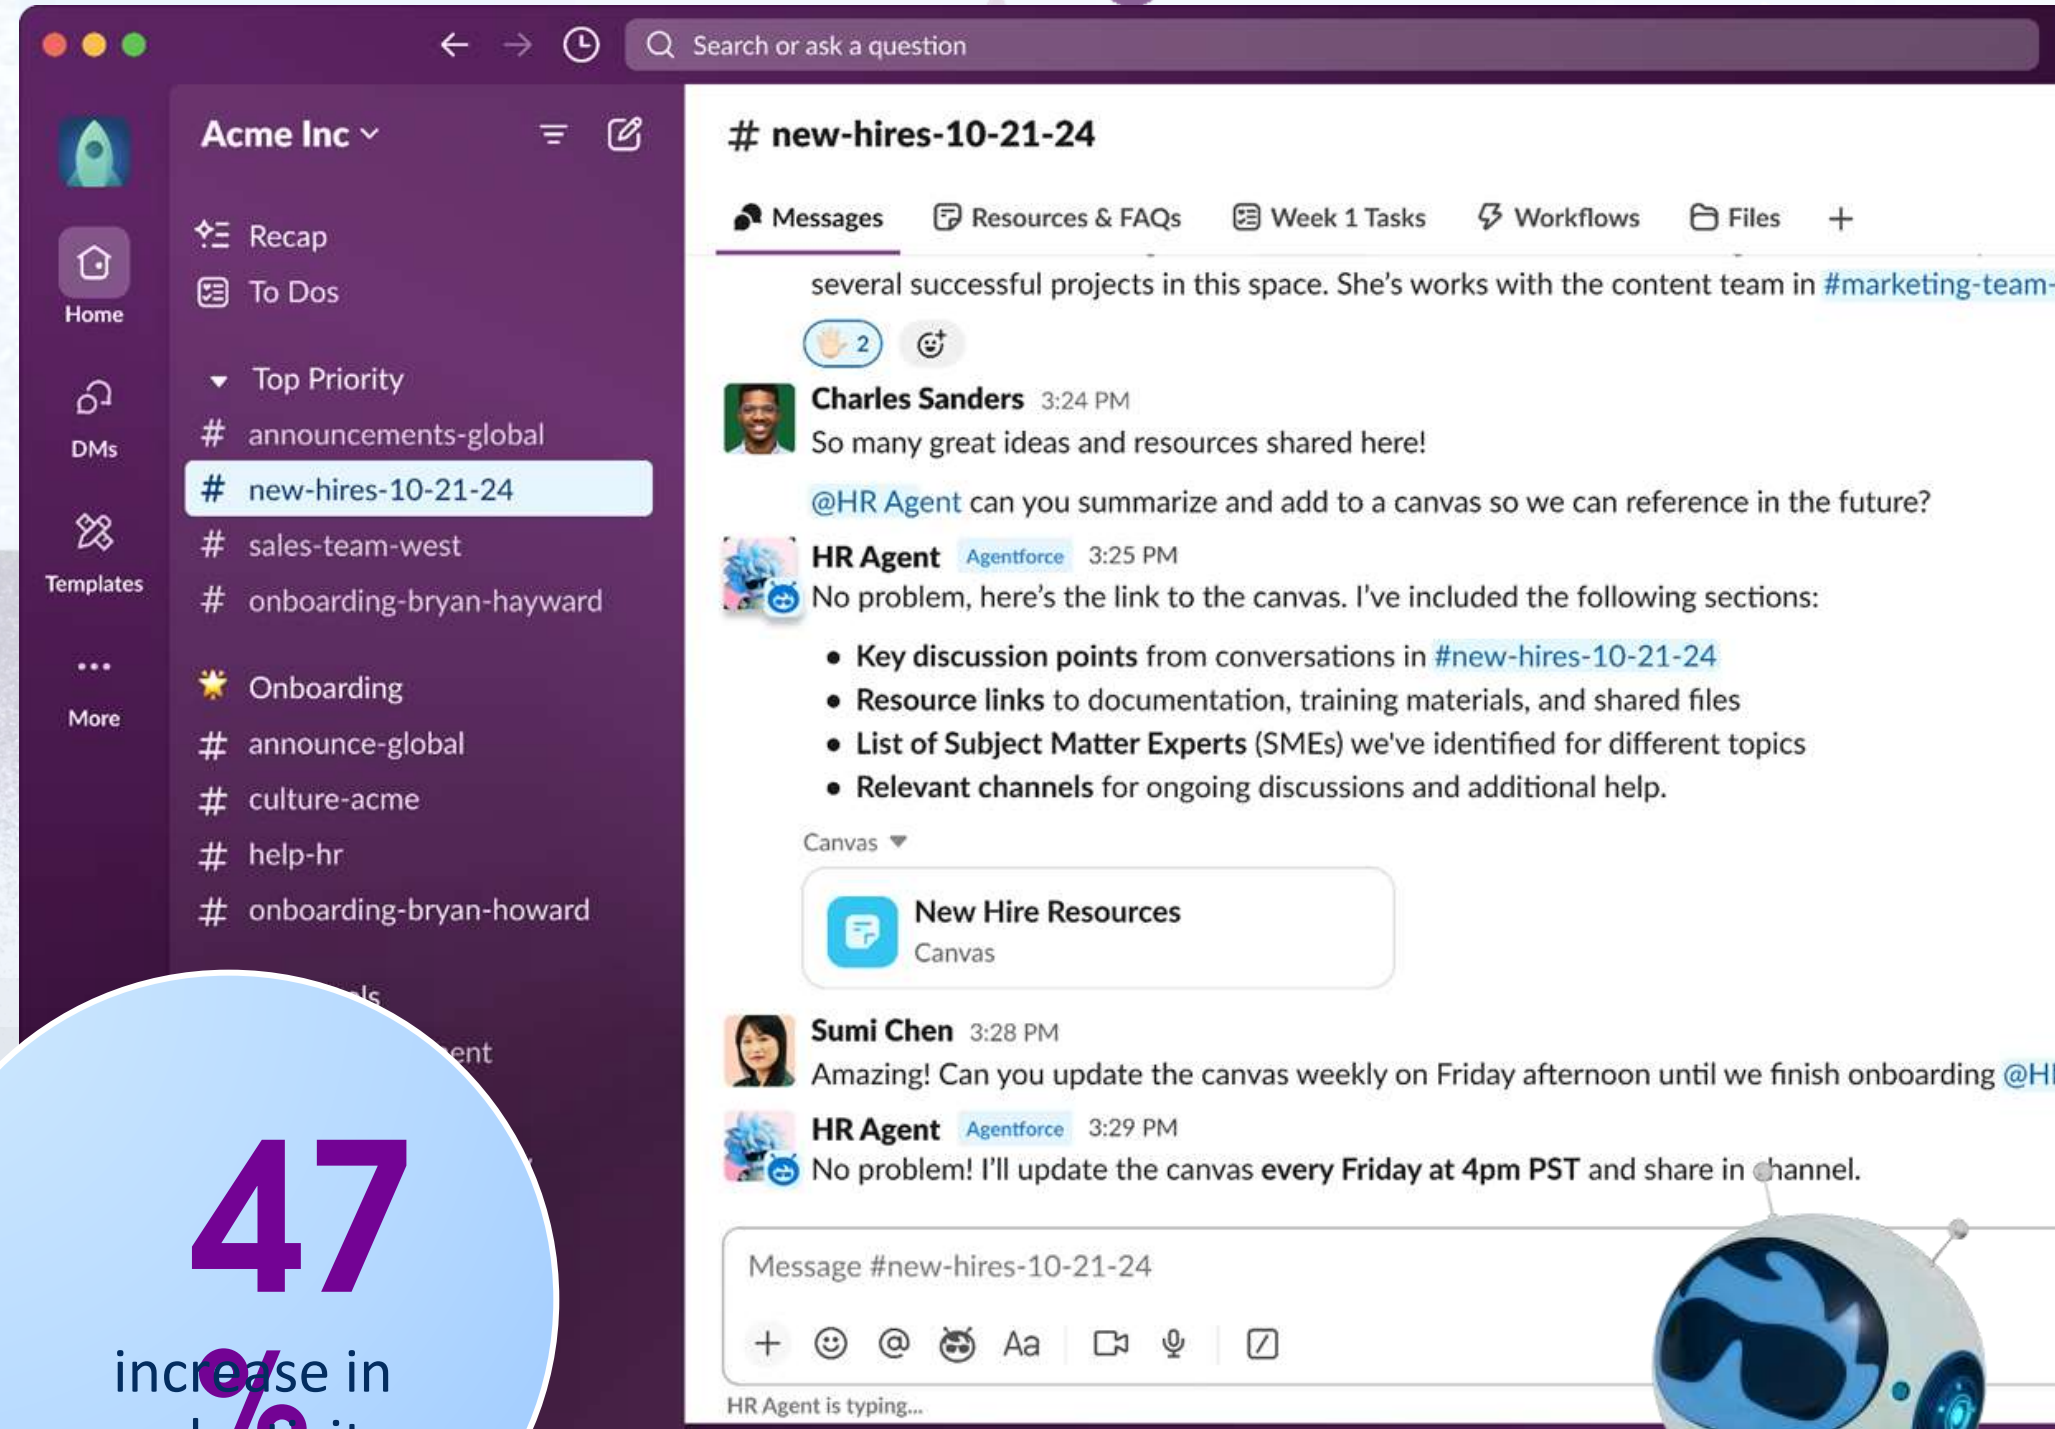 Search or ask a question
Acme Inc
# new-hires-10-21-24
Messages
Resources & FAQs
Week 1 Tasks
Workflows
Files
Home
DMs
Templates
More
Recap
To Dos
Top Priority
# announcements-global
# new-hires-10-21-24
# sales-team-west
# onboarding-bryan-hayward
Onboarding
# announce-global
# culture-acme
# help-hr
# onboarding-bryan-howard
several successful projects in this space. She's works with the content team in #marketing-team-
2
Charles Sanders 3:24 PM
So many great ideas and resources shared here!
@HR Agent can you summarize and add to a canvas so we can reference in the future?
HR Agent Agentforce 3:25 PM
No problem, here's the link to the canvas. I've included the following sections:
• Key discussion points from conversations in #new-hires-10-21-24
• Resource links to documentation, training materials, and shared files
• List of Subject Matter Experts (SMEs) we've identified for different topics
• Relevant channels for ongoing discussions and additional help.
Canvas
New Hire Resources
Canvas
Sumi Chen 3:28 PM
Amazing! Can you update the canvas weekly on Friday afternoon until we finish onboarding
HR Agent Agentforce 3:29 PM
No problem! I'll update the canvas every Friday at 4pm PST and share in channel.
Message #new-hires-10-21-24
Aa
HR Agent is typing...
47
%
increase in